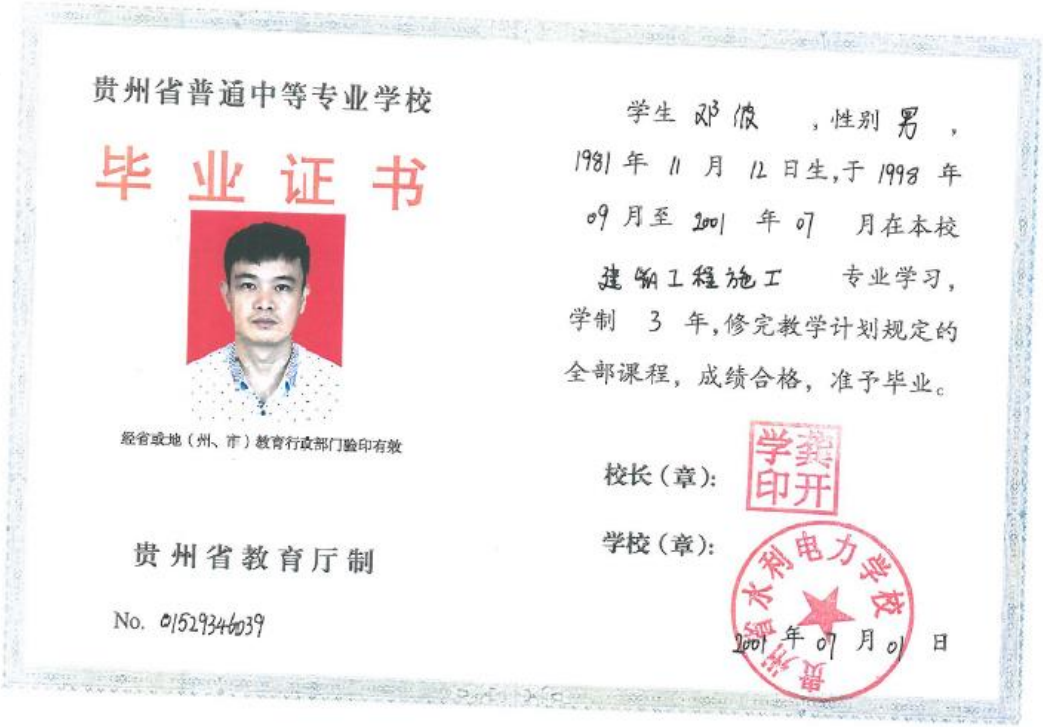 贵州省普通中等专业学校
毕业证书
经省或地（州、市）教育行政部门验印有效
贵州省教育厅制
No. 01529346039
学生 邓波 ，性别 男 ，
1981 年 11 月 12 日生，于 1998 年
09 月至 2001 年 07 月在本校
建筑工程施工 专业学习，
学制 3 年，修完教学计划规定的
全部课程，成绩合格，准予毕业。
校长（章）：
龚开学印
学校（章）：
贵州省水利电力学校
2001 年 07 月 01 日